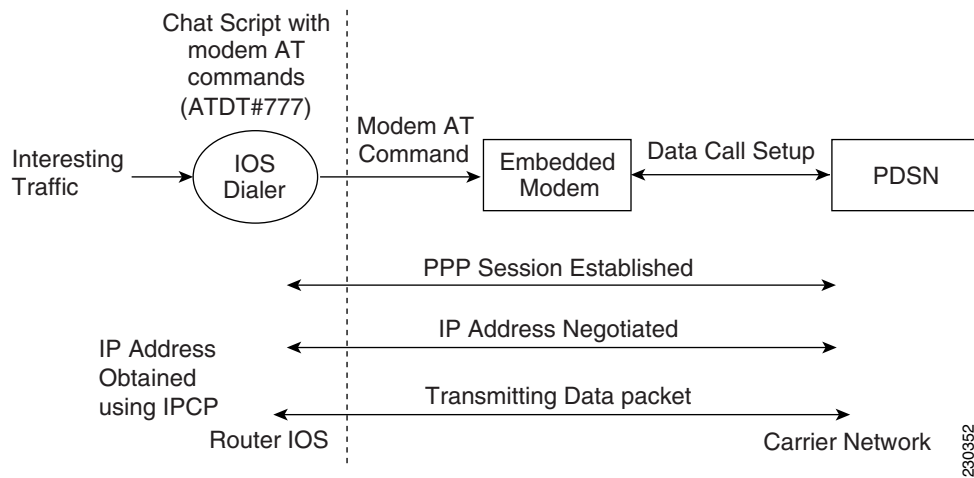 Chat Script with
modem AT
commands
(ATDT#777)
Interesting
Traffic
IOS
Dialer
Modem AT
Command
Embedded
Modem
Data Call Setup
PDSN
PPP Session Established
IP Address Negotiated
IP Address
Obtained
using IPCP
Transmitting Data packet
Router IOS
Carrier Network
230352